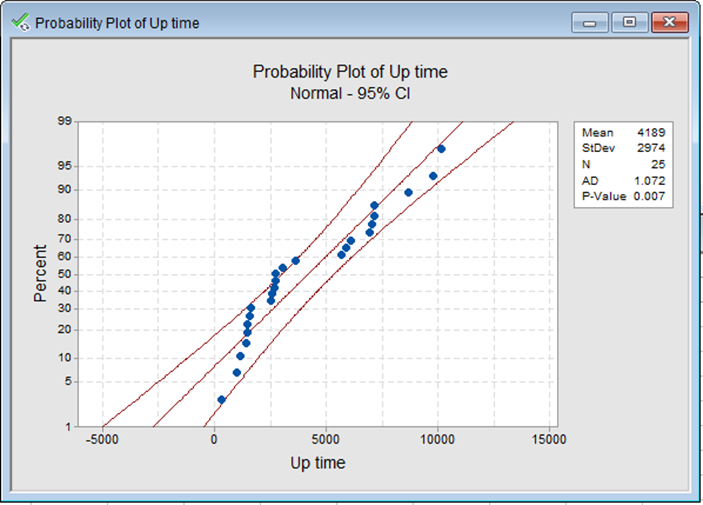 Probability Plot of Up time
Probability Plot of Up time
Normal - 95% CI
Mean 4189
StDev 2974
N 25
AD 1.072
P-Value 0.007
Percent
99
95
90
80
70
60
50
40
30
20
10
5
1
-5000 0 5000 10000 15000
Up time